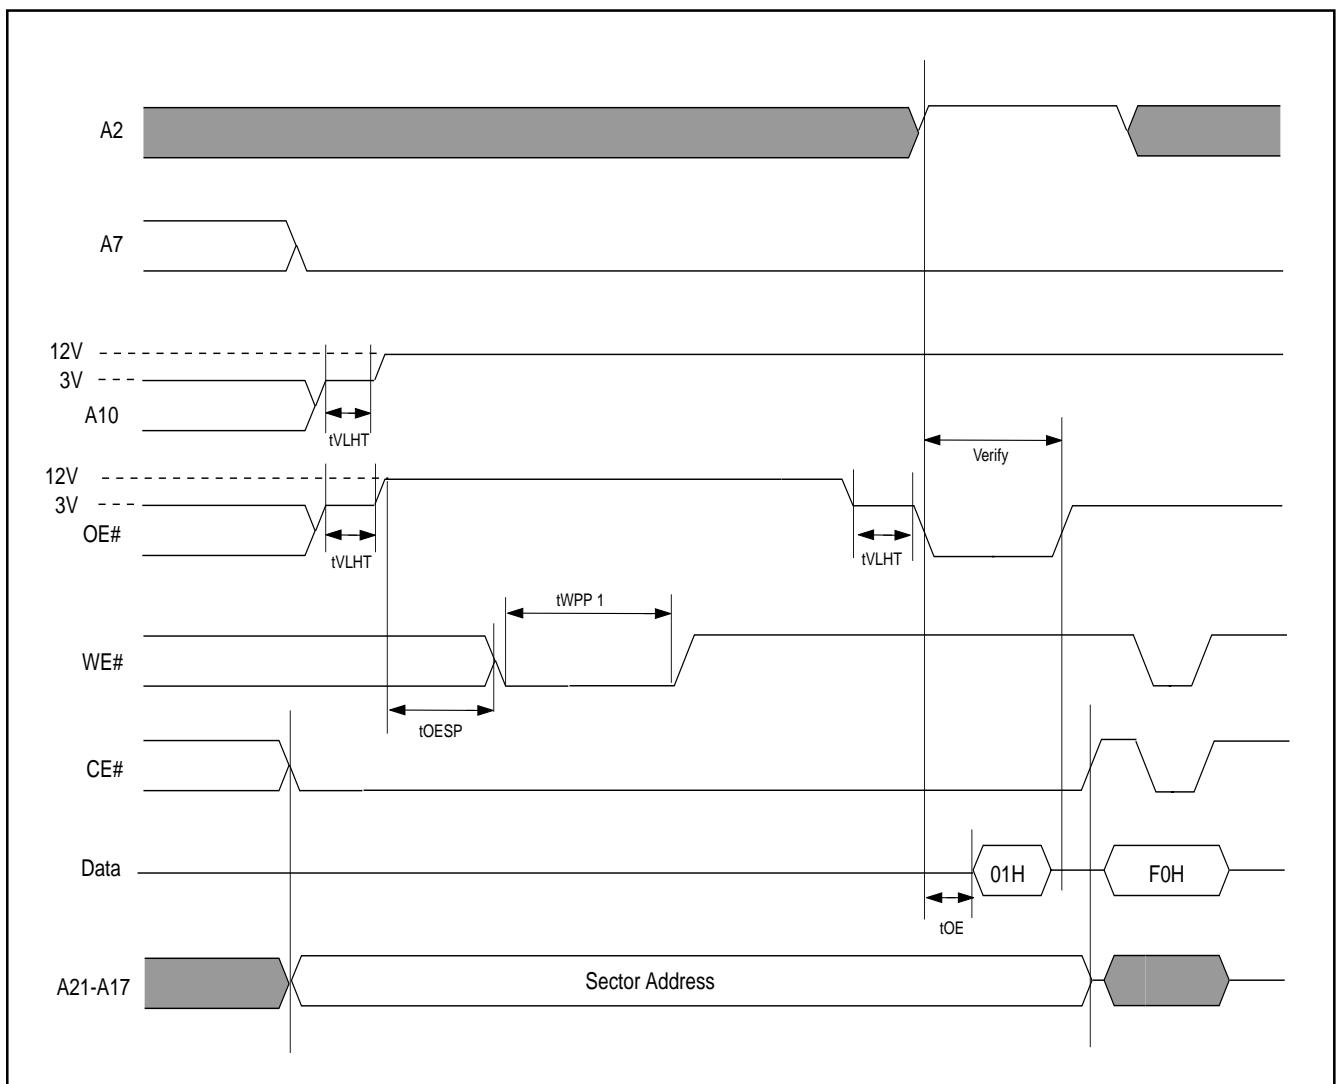 A2
A7
12V
3V
A10
tVLHT
Verify
12V
3V
OE#
tVLHT
tVLHT
tWPP 1
WE#
tOESP
CE#
Data
01H
F0H
tOE
A21-A17
Sector Address